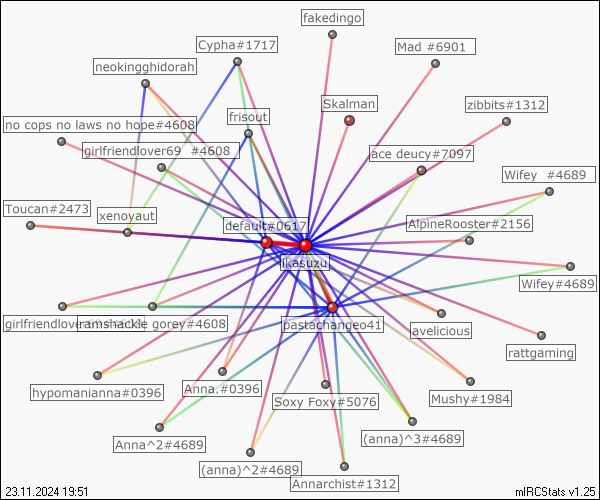 fakedingo
Cypha#1717
Mad #6901
neokingghidorah
Skalman
zibbits#1312
frisout
no cops no laws no hope#4608
girlfriendlover69 #4608
ace deucy#7097
Wifey #4689
Toucan#2473
xenoyaut
default#0617
AlpineRooster#2156
jikasuzu
Wifey#4689
girlfriendlover
ramshackle gorey#4608
pastachangeo41
lavelicious
rattgaming
hypomanianna#0396
Anna.#0396
Soxy Foxy#5076
Mushy#1984
Anna^2#4689
(anna)^3#4689
(anna)^2#4689
Annarchist#1312
23.11.2024 19:51
mIRCStats v1.25